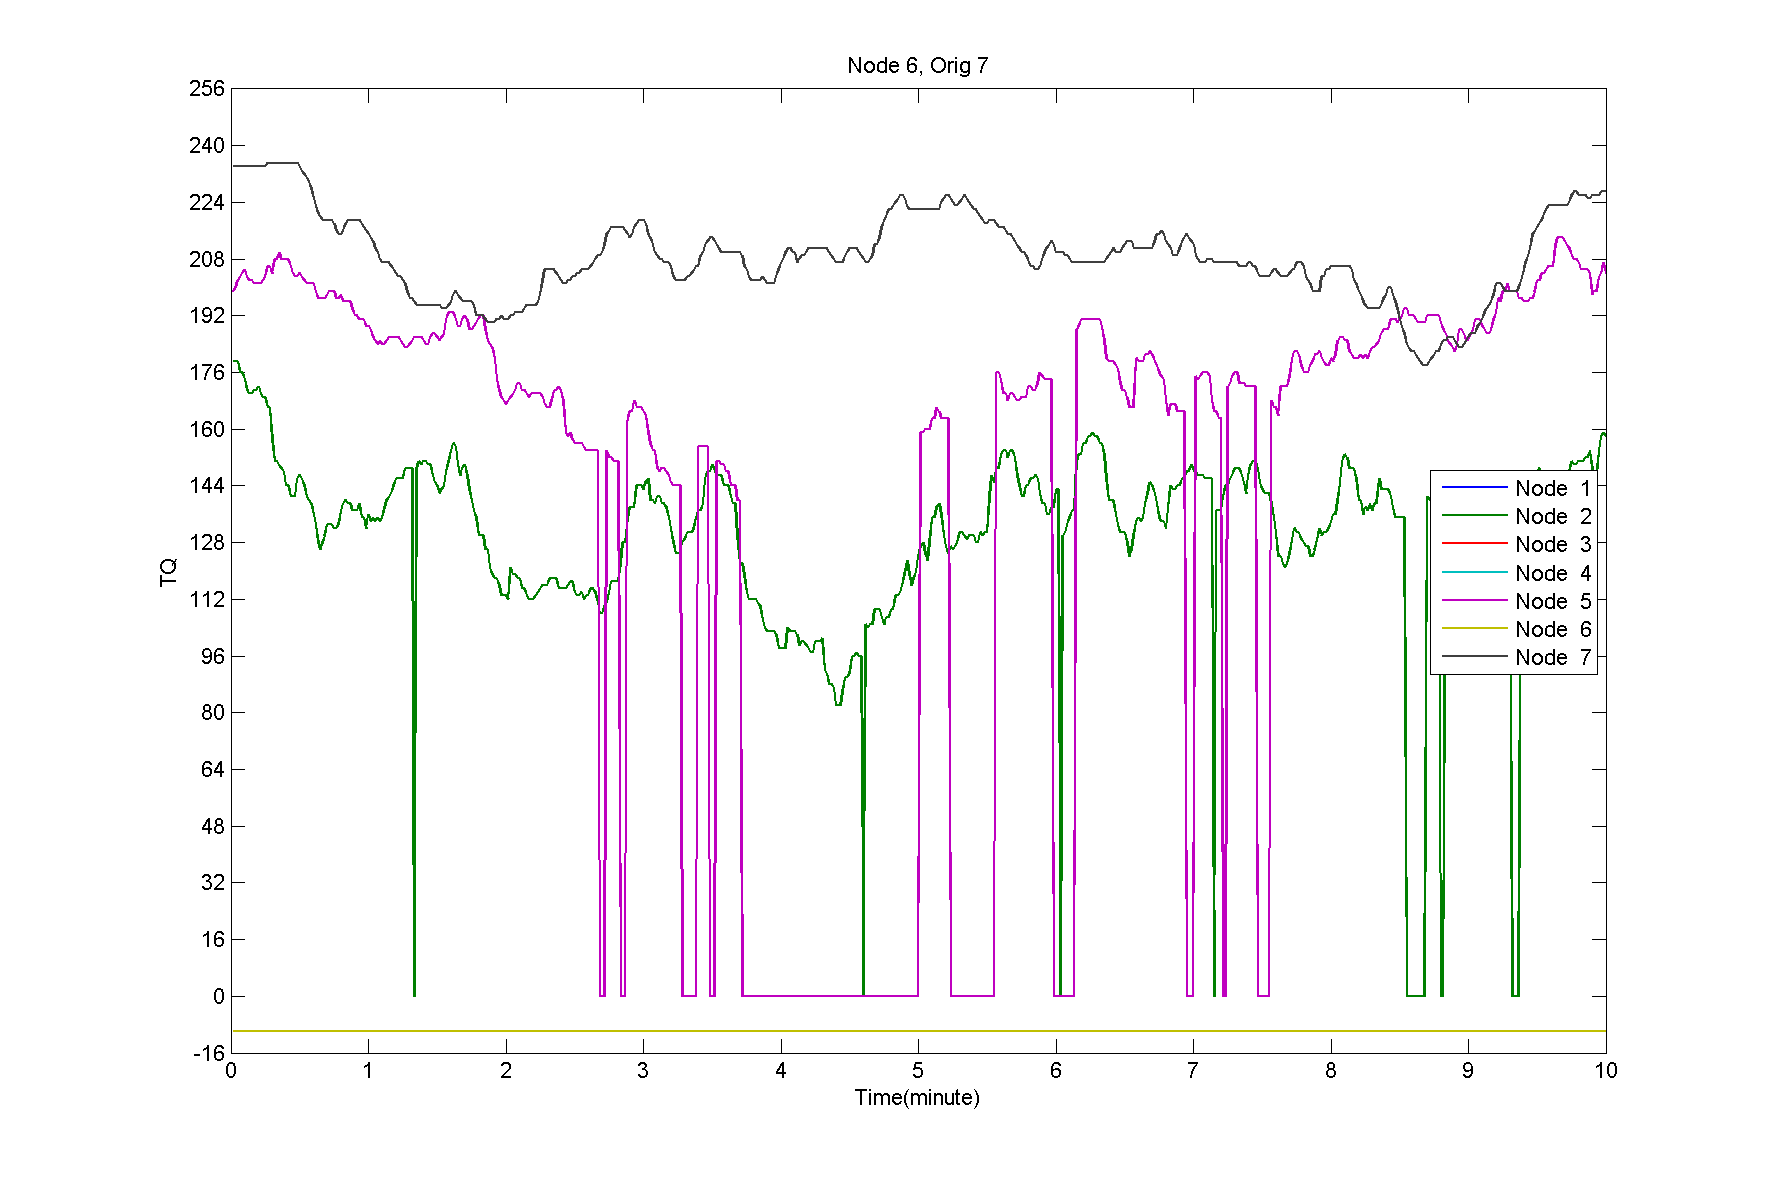 Node 6, Orig 7
256
240
224
208
192
176
160
144
128
112
96
80
64
48
32
16
0
-16
TQ
Node 1
Node 2
Node 3
Node 4
Node 5
Node 6
Node 7
0 1 2 3 4 5 6 7 8 9 10
Time(minute)